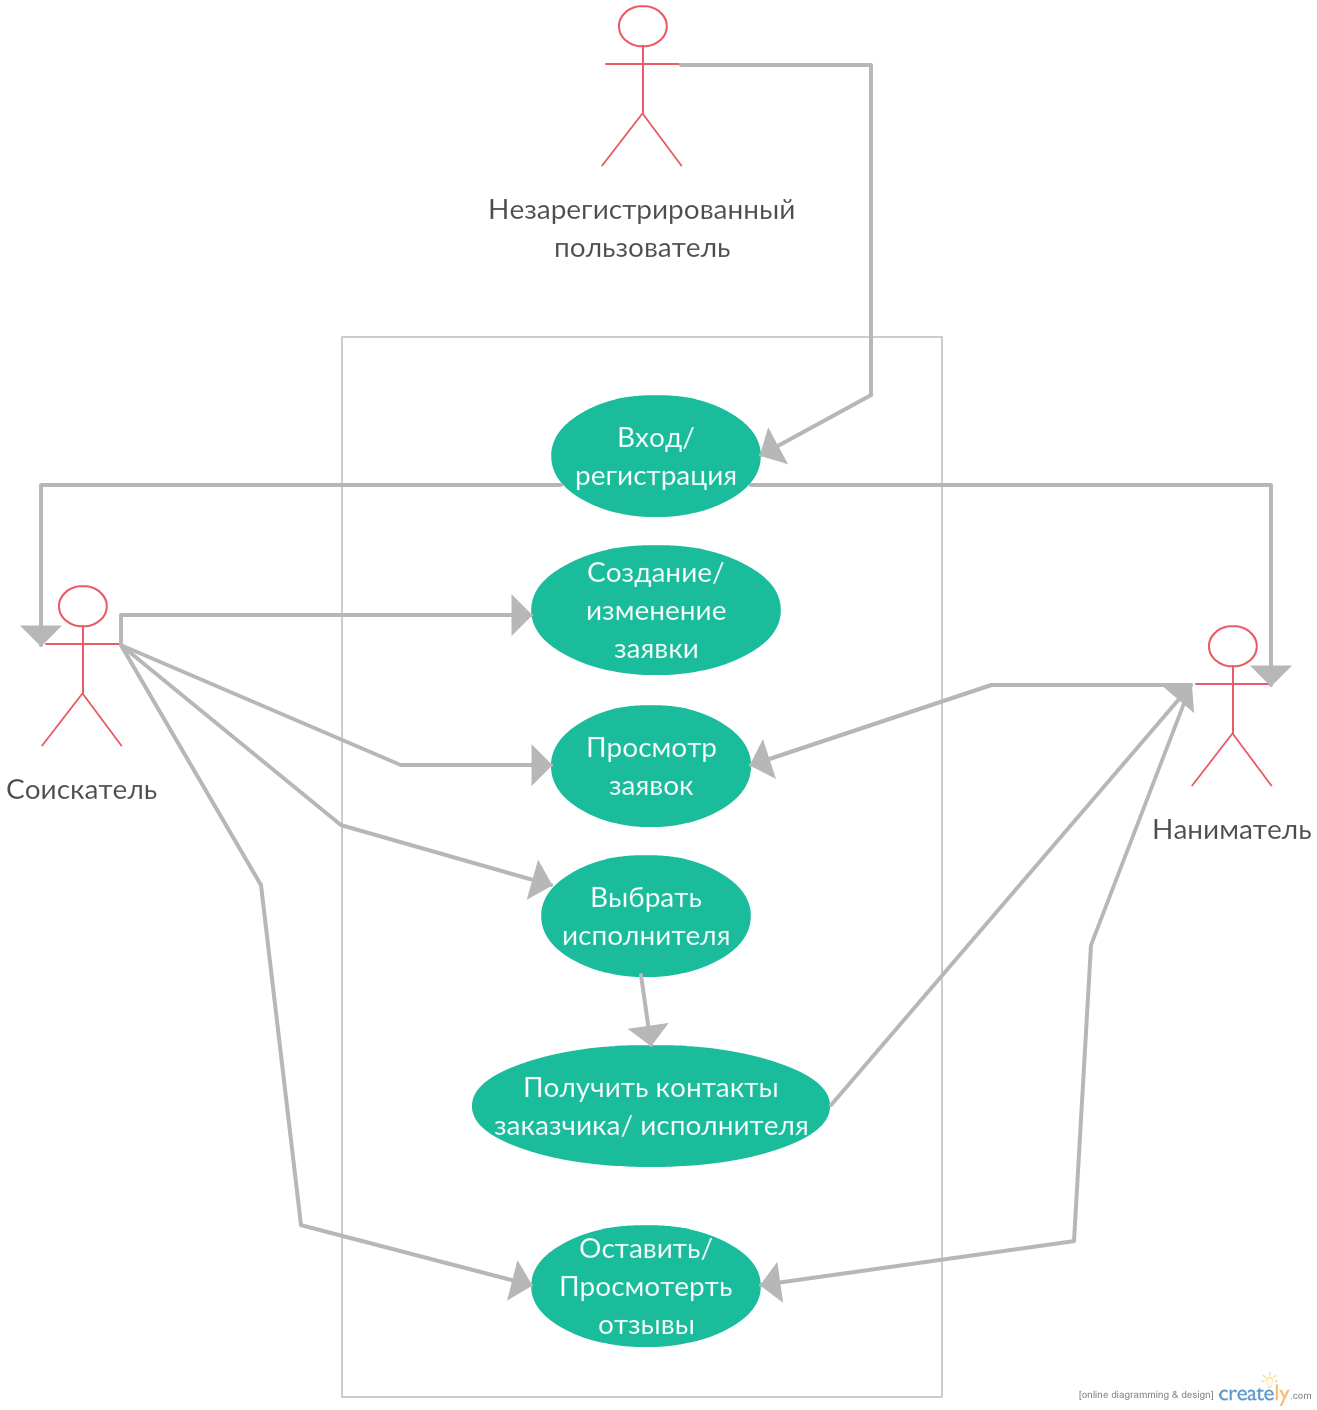 Незарегистрированный
пользователь
Вход/
регистрация
Создание/
изменение
заявки
Просмотр
заявок
Соискатель
Наниматель
Выбрать
исполнителя
Получить контакты
заказчика/ исполнителя
Оставить/
Просмотерть
отзывы
[online diagramming & design] creately.com